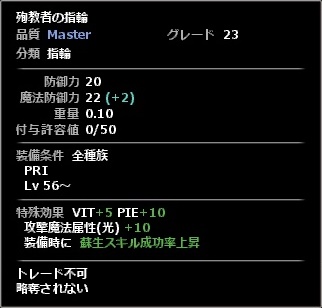 殉教者の指輪
品質 Master グレード 23
分類 指輪
防御力 20
魔法防御力 22 (+2)
重量 0.10
付与許容値 0/50
装備条件 全種族
PRI
Lv 56～
特殊効果 VIT+5 PIE+10
攻撃魔法属性(光) +10
装備時に 蘇生スキル成功率上昇
トレード不可
略奪されない